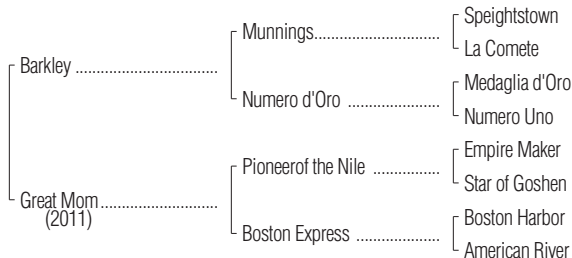 Speightstown
Munnings
La Comete
Barkley
Medaglia d'Oro
Numero d'Oro
Numero Uno
Empire Maker
Pioneerof the Nile
Star of Goshen
Great Mom
(2011)
Boston Harbor
Boston Express
American River